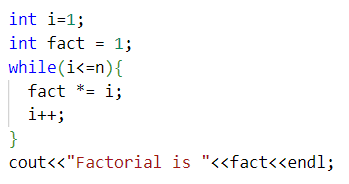 int i=1;
int fact = 1;
while(i<=n){
  fact *= i;
  i++;
}
cout<<"Factorial is "<<fact<<endl;